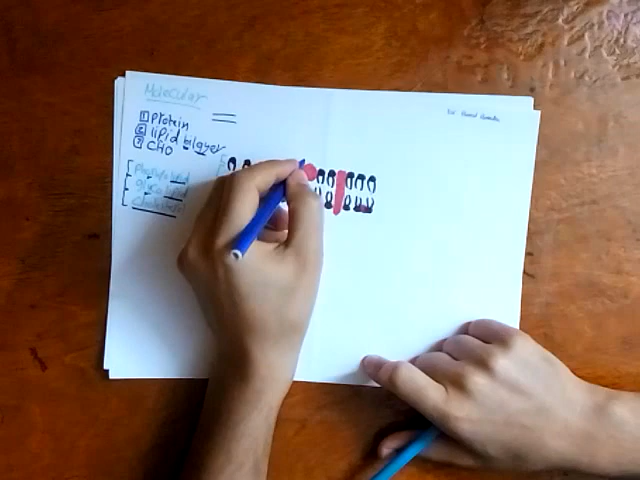 Molecular
1 Protein
2 lipid bilayer
3 CHO
Phospholipid
glycolipid
cholesterol